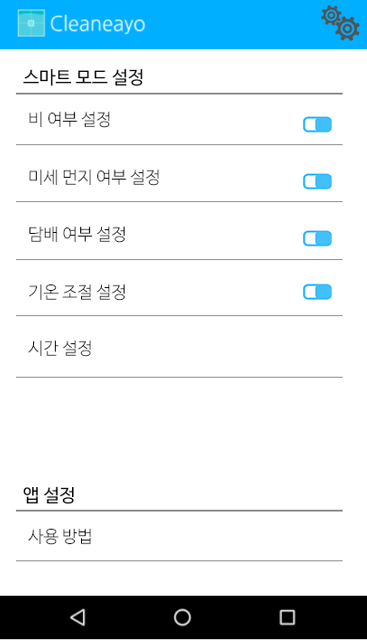 Cleaneayo
스마트 모드 설정
비 여부 설정
미세 먼지 여부 설정
담배 여부 설정
기온 조절 설정
시간 설정
앱 설정
사용 방법